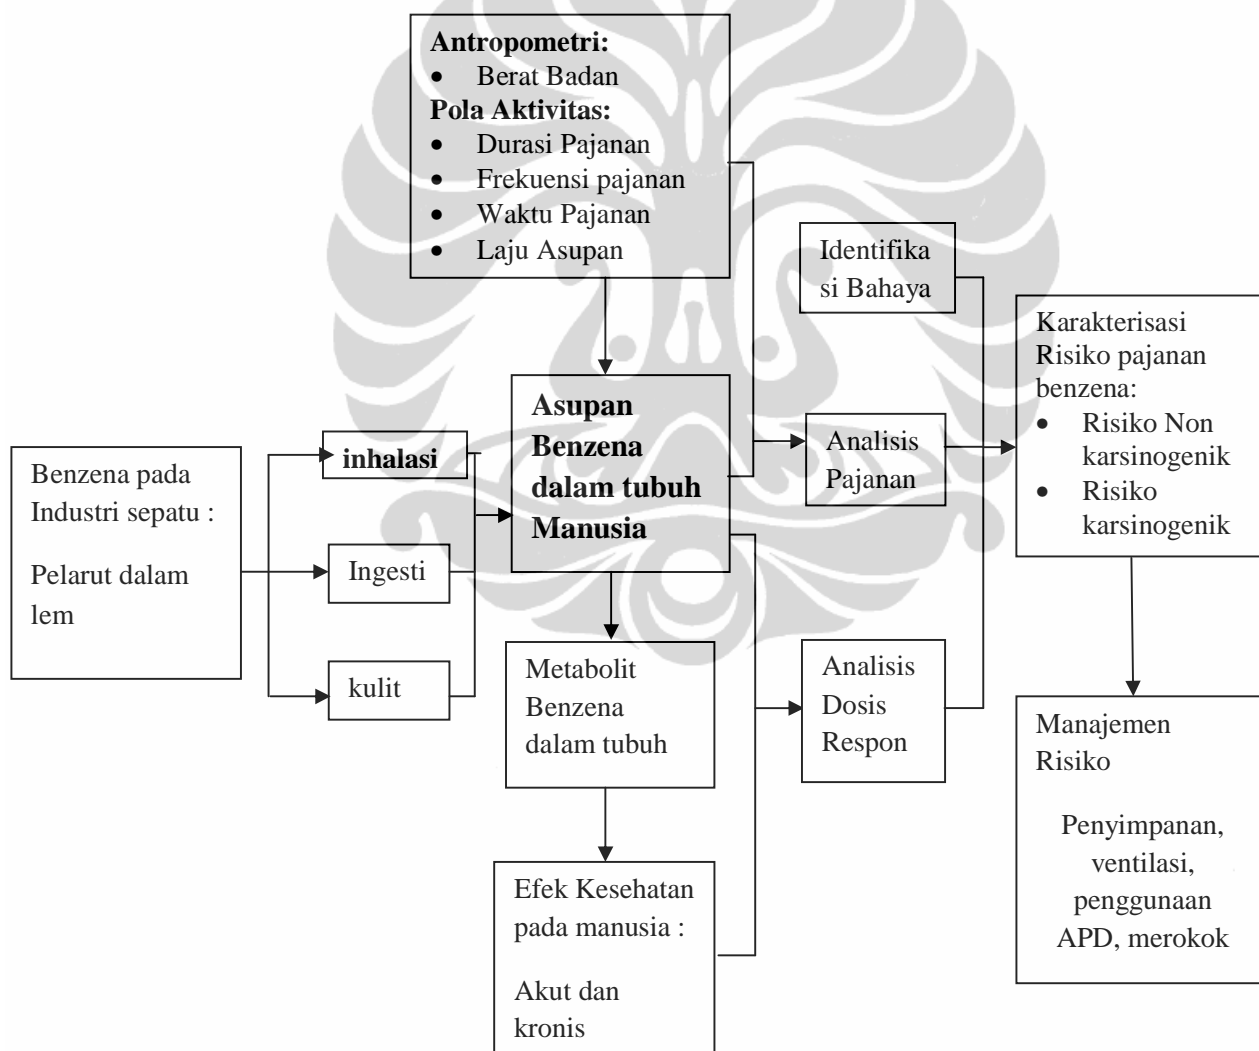 Antropometri:
• Berat Badan
Pola Aktivitas:
• Durasi Pajanan
• Frekuensi pajanan
• Waktu Pajanan
• Laju Asupan
Identifika
si Bahaya
Karakterisasi
Risiko pajanan
benzena:
• Risiko Non
karsinogenik
• Risiko
karsinogenik
Asupan
Benzena
dalam tubuh
Manusia
Analisis
Pajanan
inhalasi
Benzena pada
Industri sepatu :
Pelarut dalam
lem
Ingesti
kulit
Metabolit
Benzena
dalam tubuh
Analisis
Dosis
Respon
Manajemen
Risiko
Penyimpanan,
ventilasi,
penggunaan
APD, merokok
Efek Kesehatan
pada manusia :
Akut dan
kronis